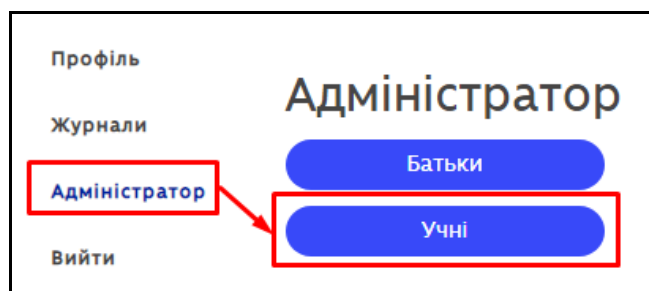 Профіль
Журнали
Адміністратор
Вийти
Адміністратор
Батьки
Учні